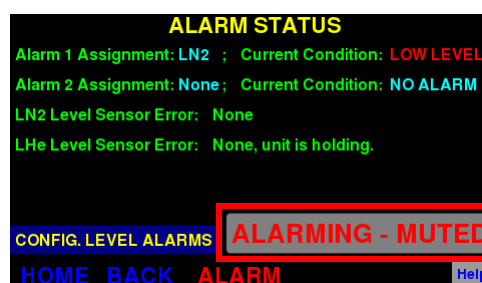 ALARM STATUS
Alarm 1 Assignment: LN2 ; Current Condition: LOW LEVEL
Alarm 2 Assignment: None ; Current Condition: NO ALARM
LN2 Level Sensor Error: None
LHe Level Sensor Error: None, unit is holding.
CONFIG. LEVEL ALARMS ALARMING - MUTED
HOME BACK ALARM Help